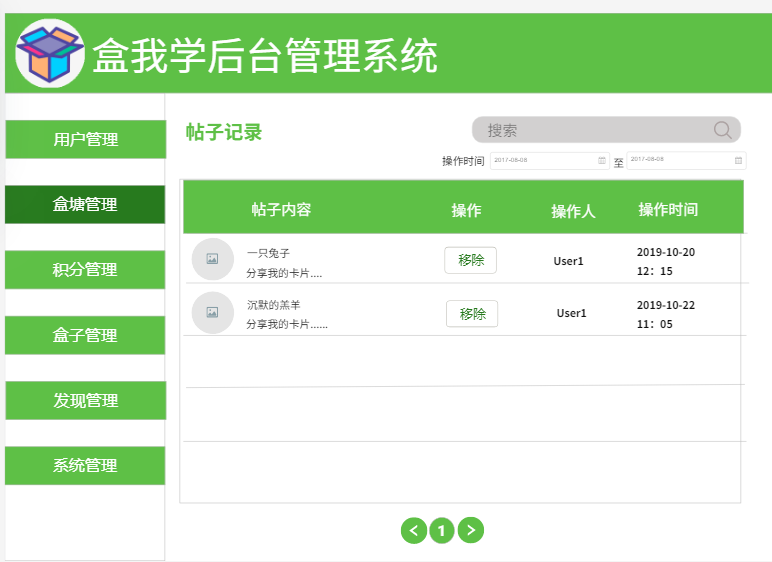 盒我学后台管理系统
用户管理
盒塘管理
积分管理
盒子管理
发现管理
系统管理
帖子记录
搜索
操作时间 2017-08-08 至 2017-08-08
帖子内容 操作 操作人 操作时间
一只兔子
分享我的卡片....
移除
User1
2019-10-20
12：15
沉默的羔羊
分享我的卡片......
移除
User1
2019-10-22
11：05
< 1 >